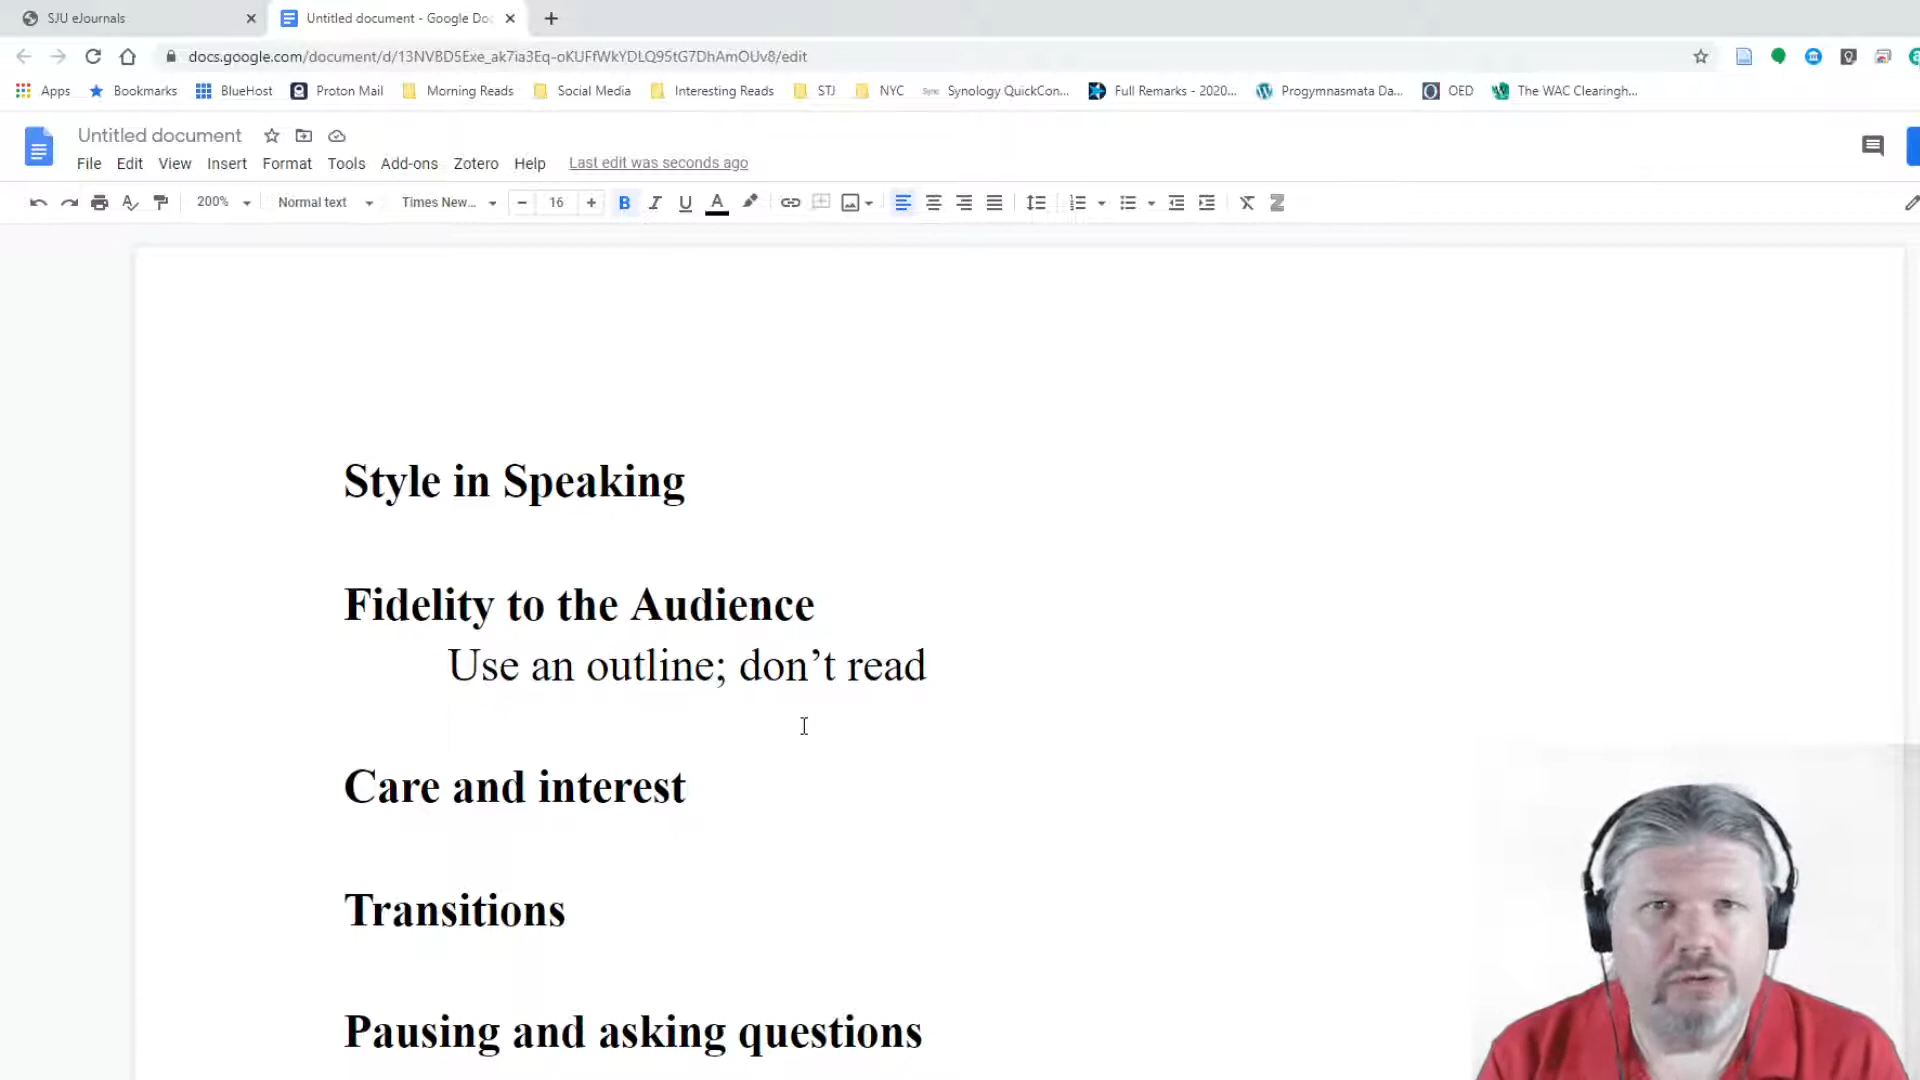 SJU eJournals
Untitled document - Google Doc
docs.google.com/document/d/13NVBD5Exe_ak7ia3Eq-oKUFfWkYDLQ95tG7DhAmOUv8/edit
Apps Bookmarks BlueHost Proton Mail Morning Reads Social Media Interesting Reads STJ NYC Synology QuickCon... Full Remarks - 2020... Progymnasmata Da... OED The WAC Clearingh...
Untitled document
File Edit View Insert Format Tools Add-ons Zotero Help Last edit was seconds ago
200% Normal text Times New... 16 B I U A
Style in Speaking
Fidelity to the Audience
Use an outline; don’t read
Care and interest
Transitions
Pausing and asking questions